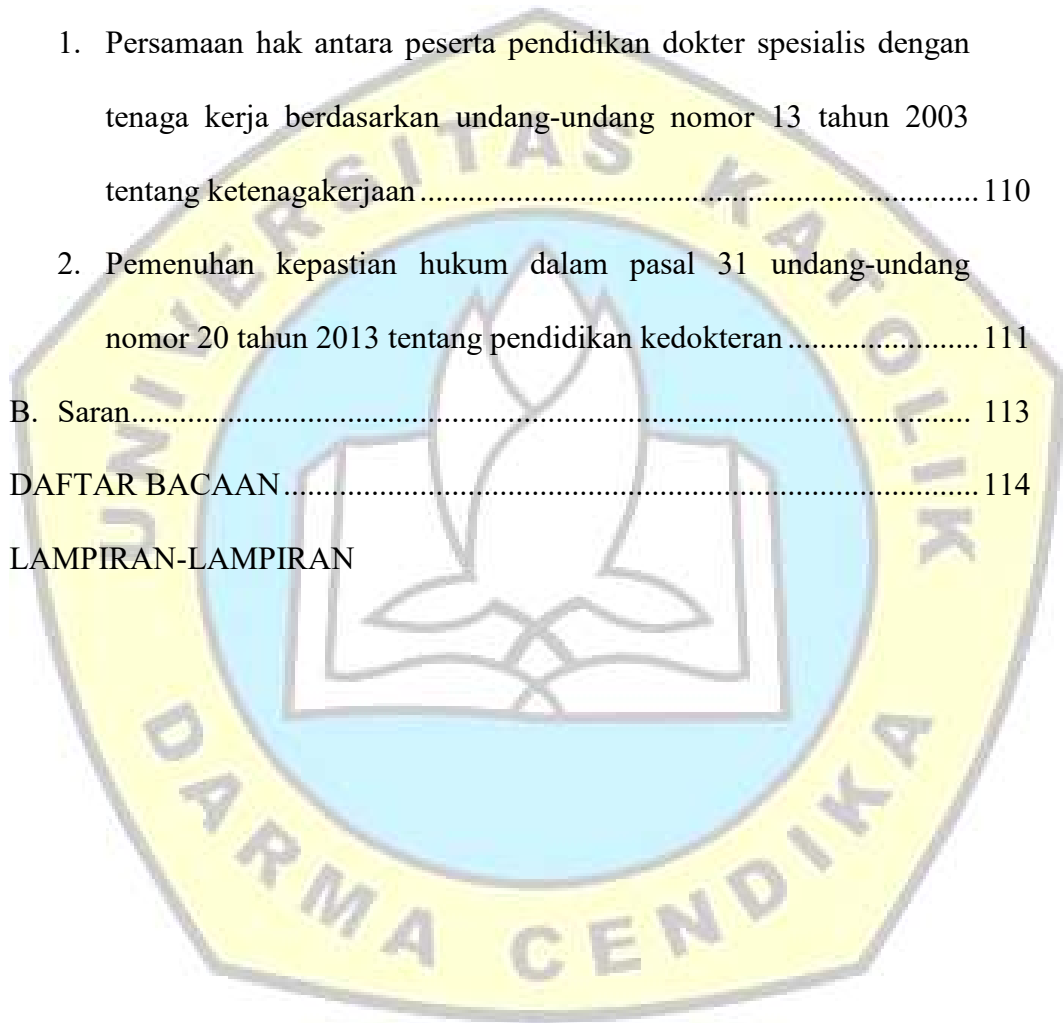 1. Persamaan hak antara peserta pendidikan dokter spesialis dengan
tenaga kerja berdasarkan undang-undang nomor 13 tahun 2003
tentang ketenagakerjaan ........................................................................ 110
2. Pemenuhan kepastian hukum dalam pasal 31 undang-undang
nomor 20 tahun 2013 tentang pendidikan kedokteran ........................ 111
B. Saran.......................................................................................................... 113
DAFTAR BACAAN ........................................................................................ 114
LAMPIRAN-LAMPIRAN
UNIVERSITAS KATOLIK
DARMA CENDIKA